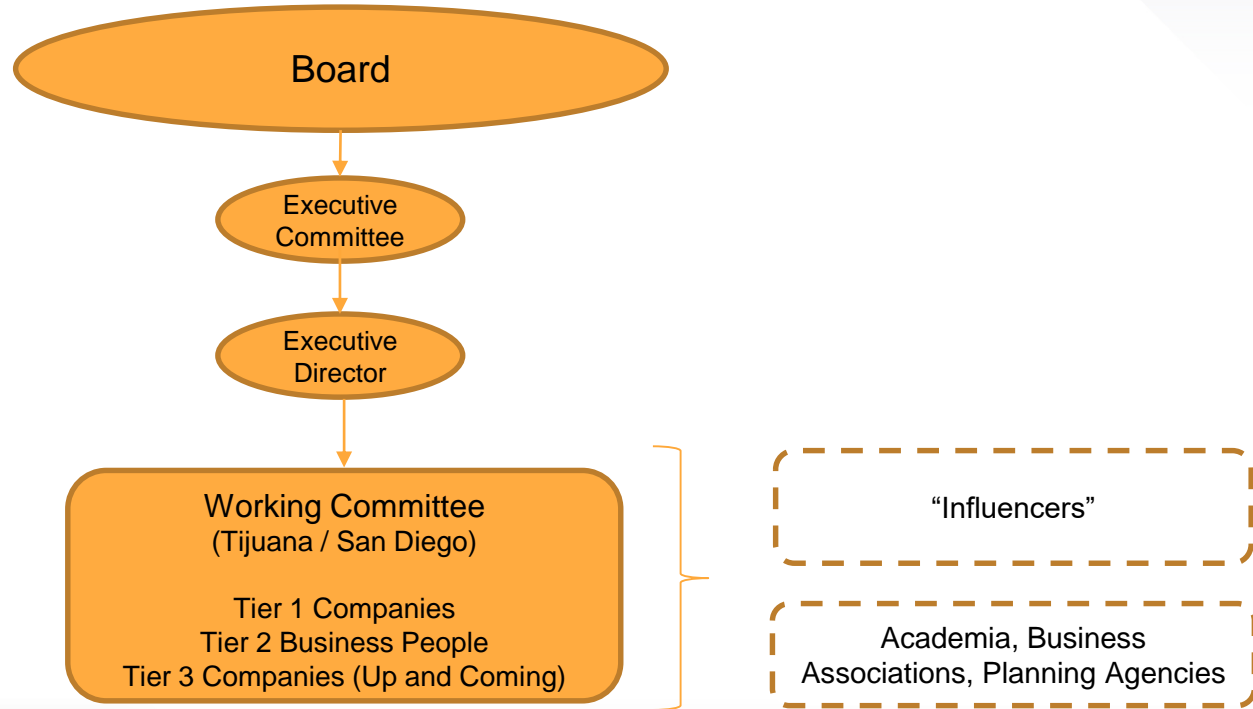 Board
Executive
Committee
Executive
Director
Working Committee
(Tijuana / San Diego)
Tier 1 Companies
Tier 2 Business People
Tier 3 Companies (Up and Coming)
“Influencers”
Academia, Business
Associations, Planning Agencies